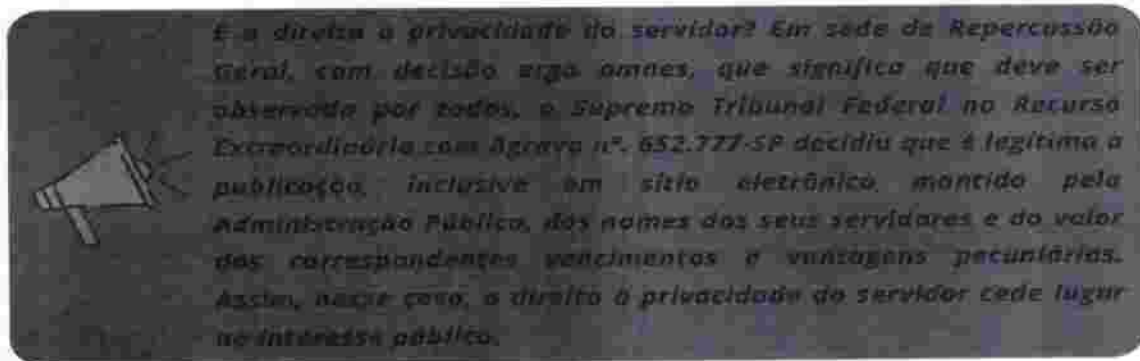 E o direito a privacidade do servidor? Em sede de Repercussão
Geral, com decisão erga omnes, que significa que deve ser
observada por todos, o Supremo Tribunal Federal no Recurso
Extraordinário com Agravo nº. 652.777-SP decidiu que é legítima a
publicação, inclusive em sítio eletrônico mantido pela
Administração Pública, dos nomes dos seus servidores e do valor
dos correspondentes vencimentos e vantagens pecuniárias.
Assim, nesse caso, o direito à privacidade do servidor cede lugar
ao interesse público.